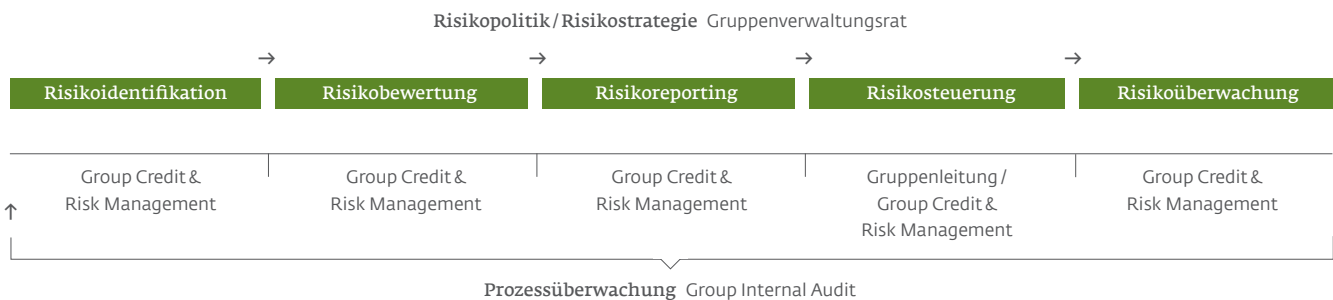 Risikopolitik/Risikostrategie Gruppenverwaltungsrat
→ → → →
Risikoidentifikation Risikobewertung Risikoreporting Risikosteuerung Risikoüberwachung
Group Credit & Group Credit & Group Credit & Gruppenleitung/ Group Credit &
Risk Management Risk Management Risk Management Group Credit & Risk Management
↑ Risk Management
Prozessüberwachung Group Internal Audit